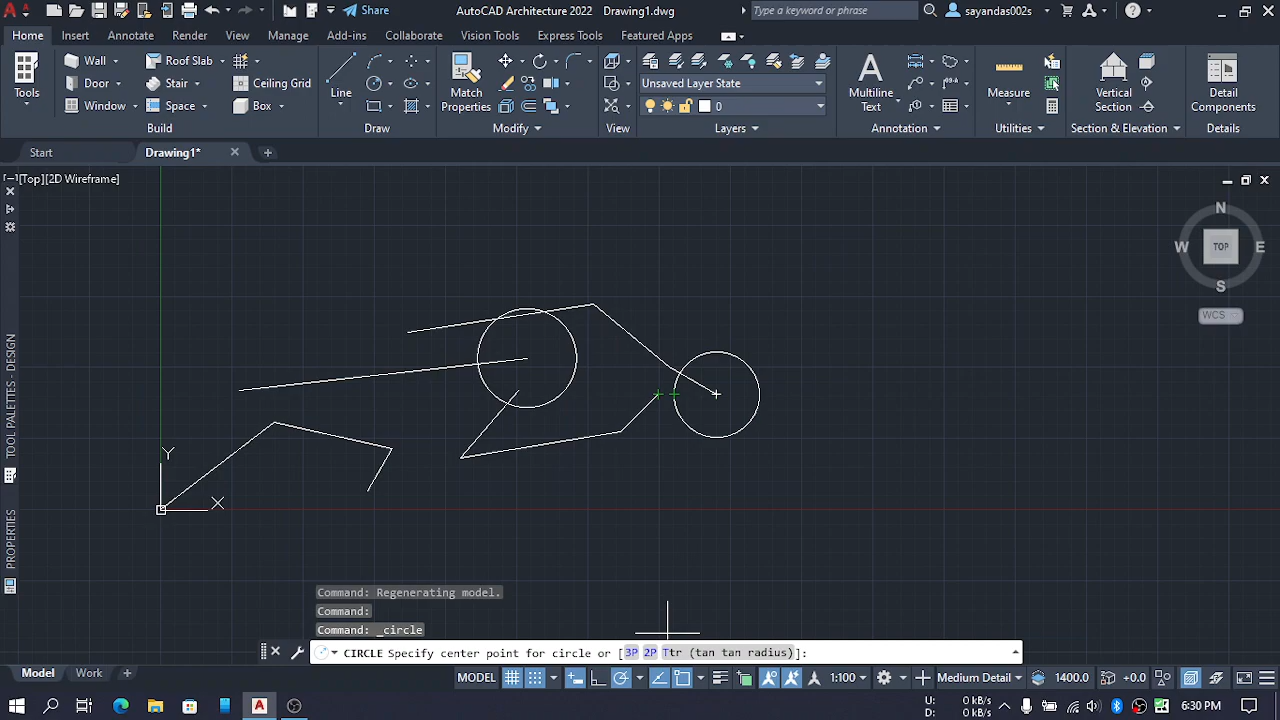 Share
AutoCAD Architecture 2022 Drawing1.dwg
Type a keyword or phrase
sayandas002s
Home Insert Annotate Render View Manage Add-ins Collaborate Vision Tools Express Tools Featured Apps
Tools
Wall
Door
Window
Roof Slab
Stair
Space
Ceiling Grid
Box
Build
Line
Draw
Match Properties
Modify
View
Unsaved Layer State
0
Layers
Multiline Text
Annotation
Measure
Utilities
Vertical Section
Section & Elevation
Detail Components
Details
Start
Drawing1*
[-][Top][2D Wireframe]
N
W TOP E
S
WCS
TOOL PALETTES - DESIGN
PROPERTIES
Y
X
Command: Regenerating model.
Command:
Command: _circle
CIRCLE Specify center point for circle or [3P 2P Ttr (tan tan radius)]:
Model Work
MODEL
1:100
Medium Detail
1400.0
+0.0
U: 0 kB/s
D: 0 kB/s
6:30 PM